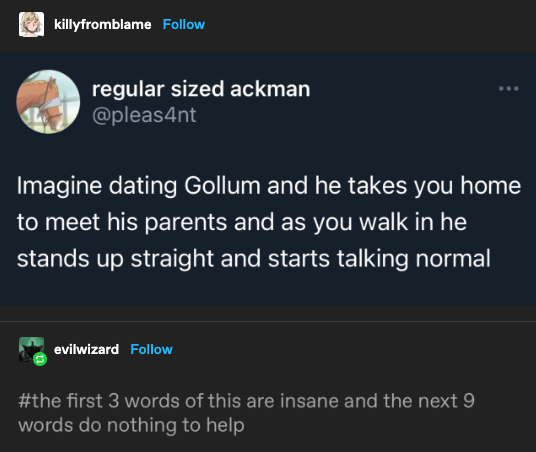 killyfromblame Follow
regular sized ackman
@pleas4nt
Imagine dating Gollum and he takes you home
to meet his parents and as you walk in he
stands up straight and starts talking normal
evilwizard Follow
#the first 3 words of this are insane and the next 9
words do nothing to help